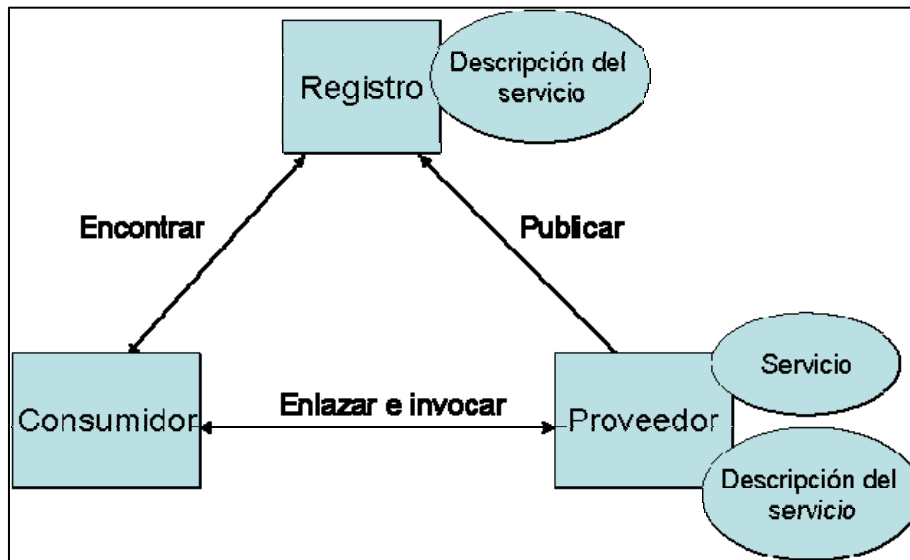 Registro
Descripción del
servicio
Encontrar
Publicar
Consumidor
Enlazar e invocar
Proveedor
Servicio
Descripción del
servicio